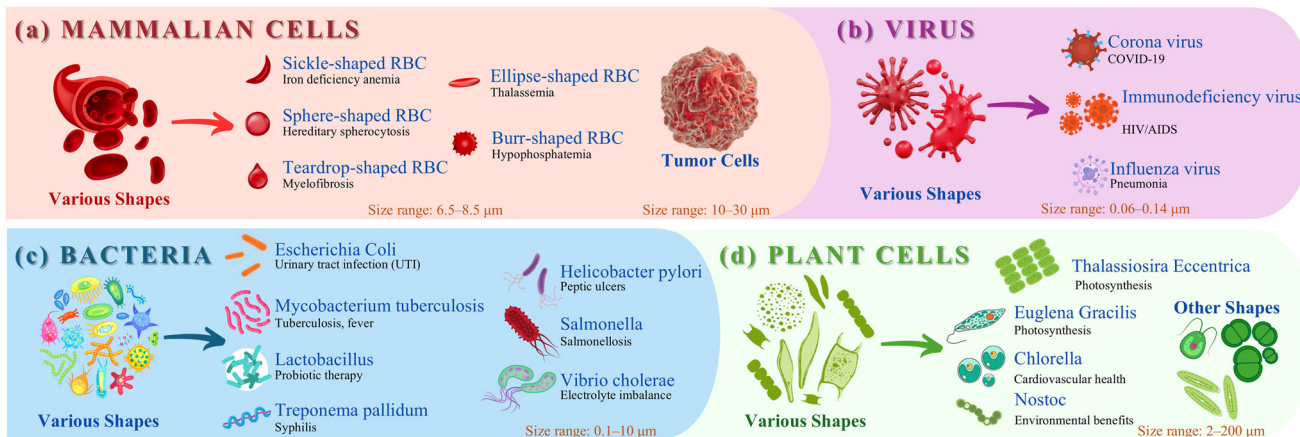 (a) MAMMALIAN CELLS
Sickle-shaped RBC
Iron deficiency anemia
Sphere-shaped RBC
Hereditary spherocytosis
Teardrop-shaped RBC
Myelofibrosis
Ellipse-shaped RBC
Thalassemia
Burr-shaped RBC
Hypophosphatemia
Tumor Cells
Various Shapes
Size range: 6.5–8.5 μm
Size range: 10–30 μm
(b) VIRUS
Corona virus
COVID-19
Immunodeficiency virus
HIV/AIDS
Influenza virus
Pneumonia
Various Shapes
Size range: 0.06–0.14 μm
(c) BACTERIA
Escherichia Coli
Urinary tract infection (UTI)
Mycobacterium tuberculosis
Tuberculosis, fever
Lactobacillus
Probiotic therapy
Treponema pallidum
Syphilis
Helicobacter pylori
Peptic ulcers
Salmonella
Salmonellosis
Vibrio cholerae
Electrolyte imbalance
Various Shapes
Size range: 0.1–10 μm
(d) PLANT CELLS
Thalassiosira Eccentrica
Photosynthesis
Euglena Gracilis
Photosynthesis
Chlorella
Cardiovascular health
Nostoc
Environmental benefits
Other Shapes
Various Shapes
Size range: 2–200 μm